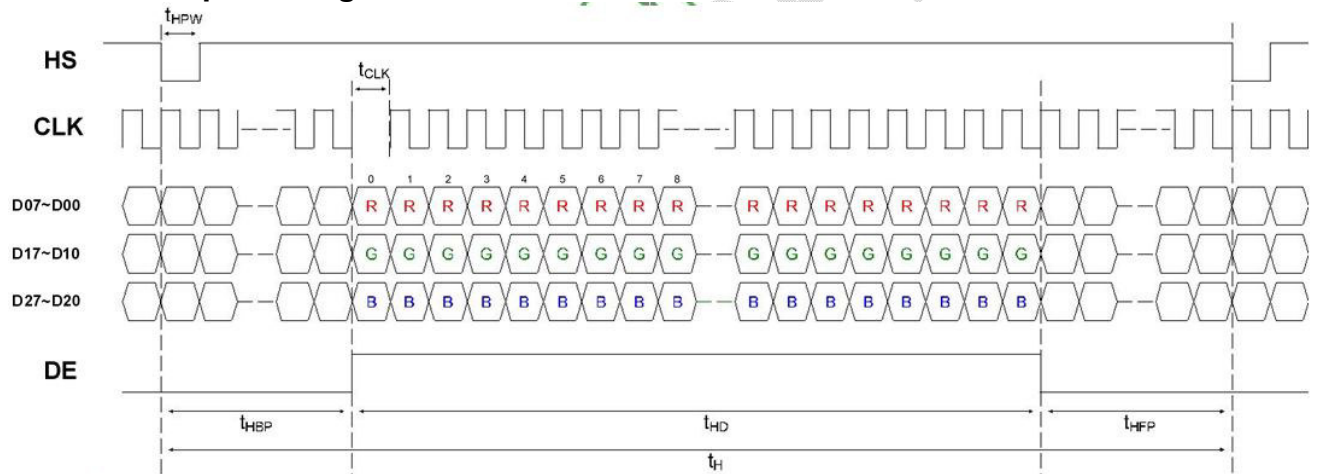 tHPW
HS
tCLK
CLK
0 1 2 3 4 5 6 7 8
D07~D00 R R R R R R R R R R R R R R R R R
D17~D10 G G G G G G G G G G G G G G G G G
D27~D20 B B B B B B B B B B B B B B B B B
DE
tHBP tHD tHFP
tH